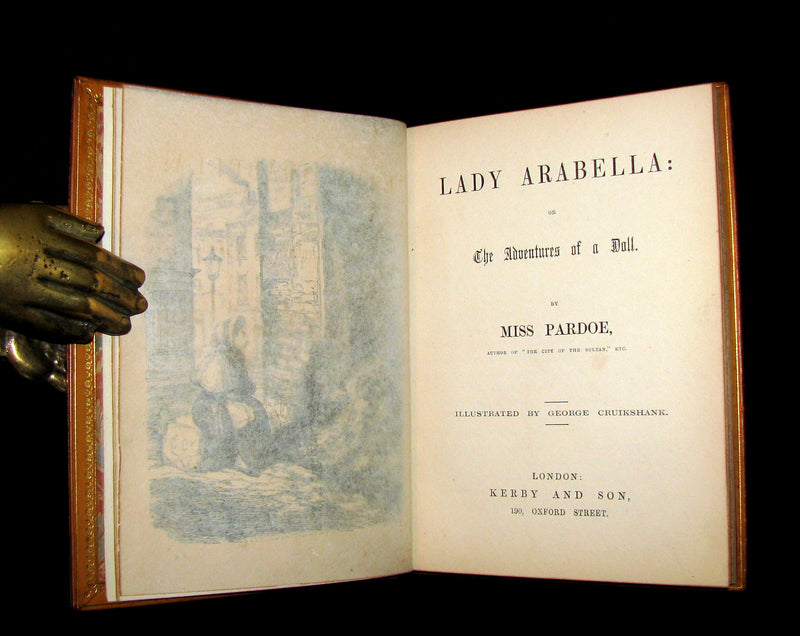 LADY ARABELLA:
OR
The Adventures of a Doll.
BY
MISS PARDOE,
AUTHOR OF "THE CITY OF THE SULTAN," ETC.
ILLUSTRATED BY GEORGE CRUIKSHANK.
LONDON:
KERBY AND SON,
190, OXFORD STREET.